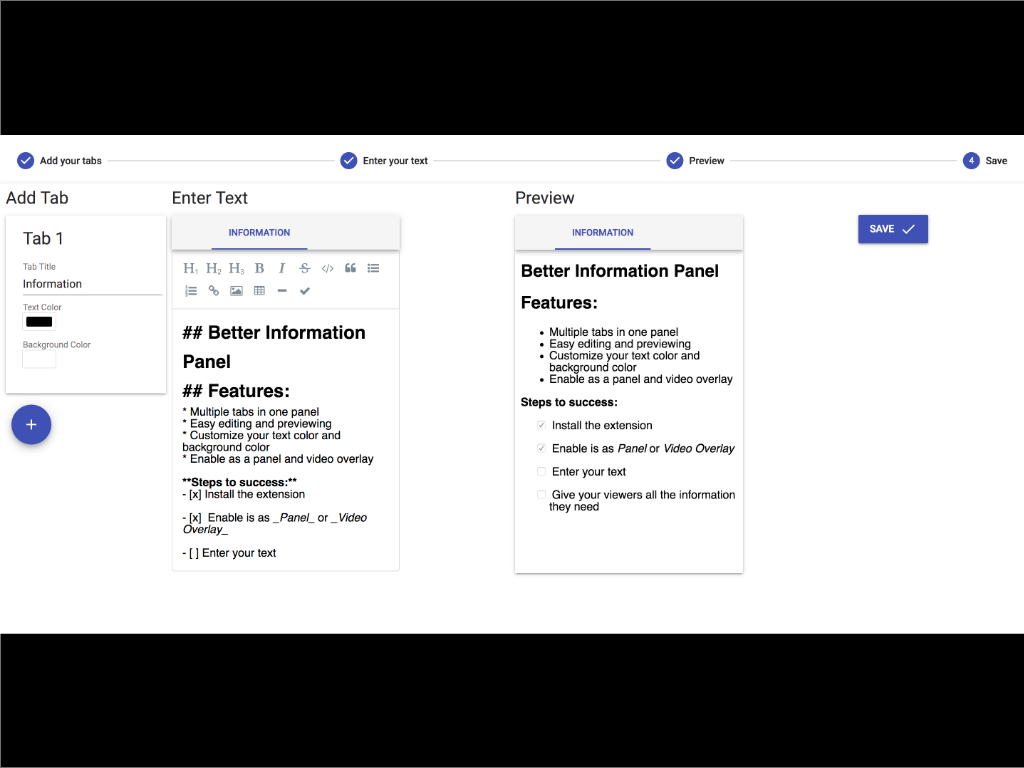 Add your tabs
Enter your text
Preview
4 Save
Add Tab
Tab 1
Tab Title
Information
Text Color
Background Color
+
Enter Text
INFORMATION
H1 H2 H3 B I S </> 
## Better Information
Panel
## Features:
* Multiple tabs in one panel
* Easy editing and previewing
* Customize your text color and
background color
* Enable as a panel and video overlay
**Steps to success:**
- [x] Install the extension
- [x]  Enable is as _Panel_ or _Video
Overlay_
- [ ] Enter your text
Preview
INFORMATION
Better Information Panel
Features:
• Multiple tabs in one panel
• Easy editing and previewing
• Customize your text color and
background color
• Enable as a panel and video overlay
Steps to success:
Install the extension
Enable is as Panel or Video Overlay
Enter your text
Give your viewers all the information
they need
SAVE